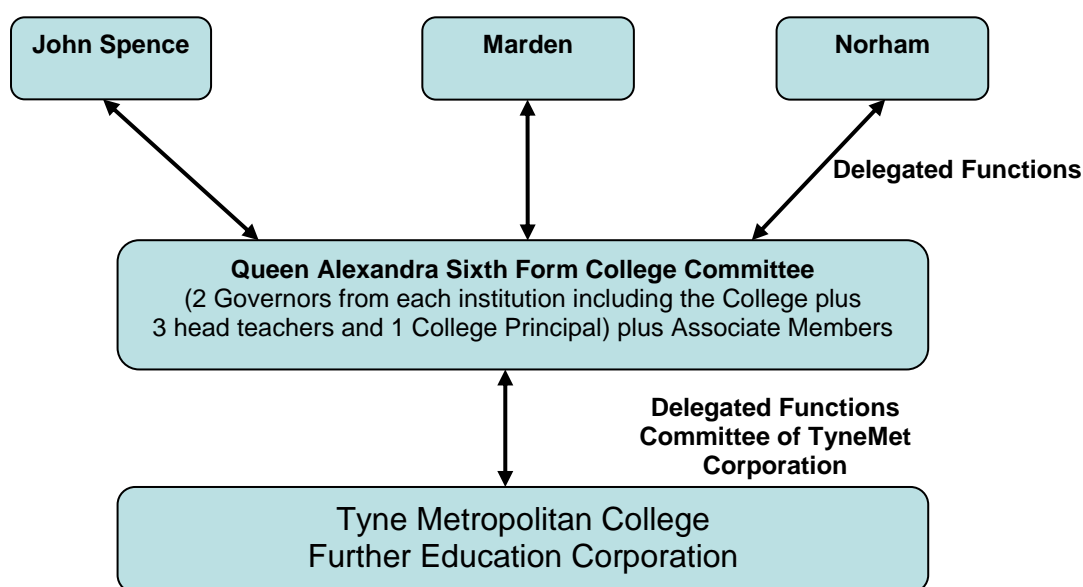 John Spence
Marden
Norham
Delegated Functions
Queen Alexandra Sixth Form College Committee
(2 Governors from each institution including the College plus
3 head teachers and 1 College Principal) plus Associate Members
Delegated Functions
Committee of TyneMet
Corporation
Tyne Metropolitan College
Further Education Corporation